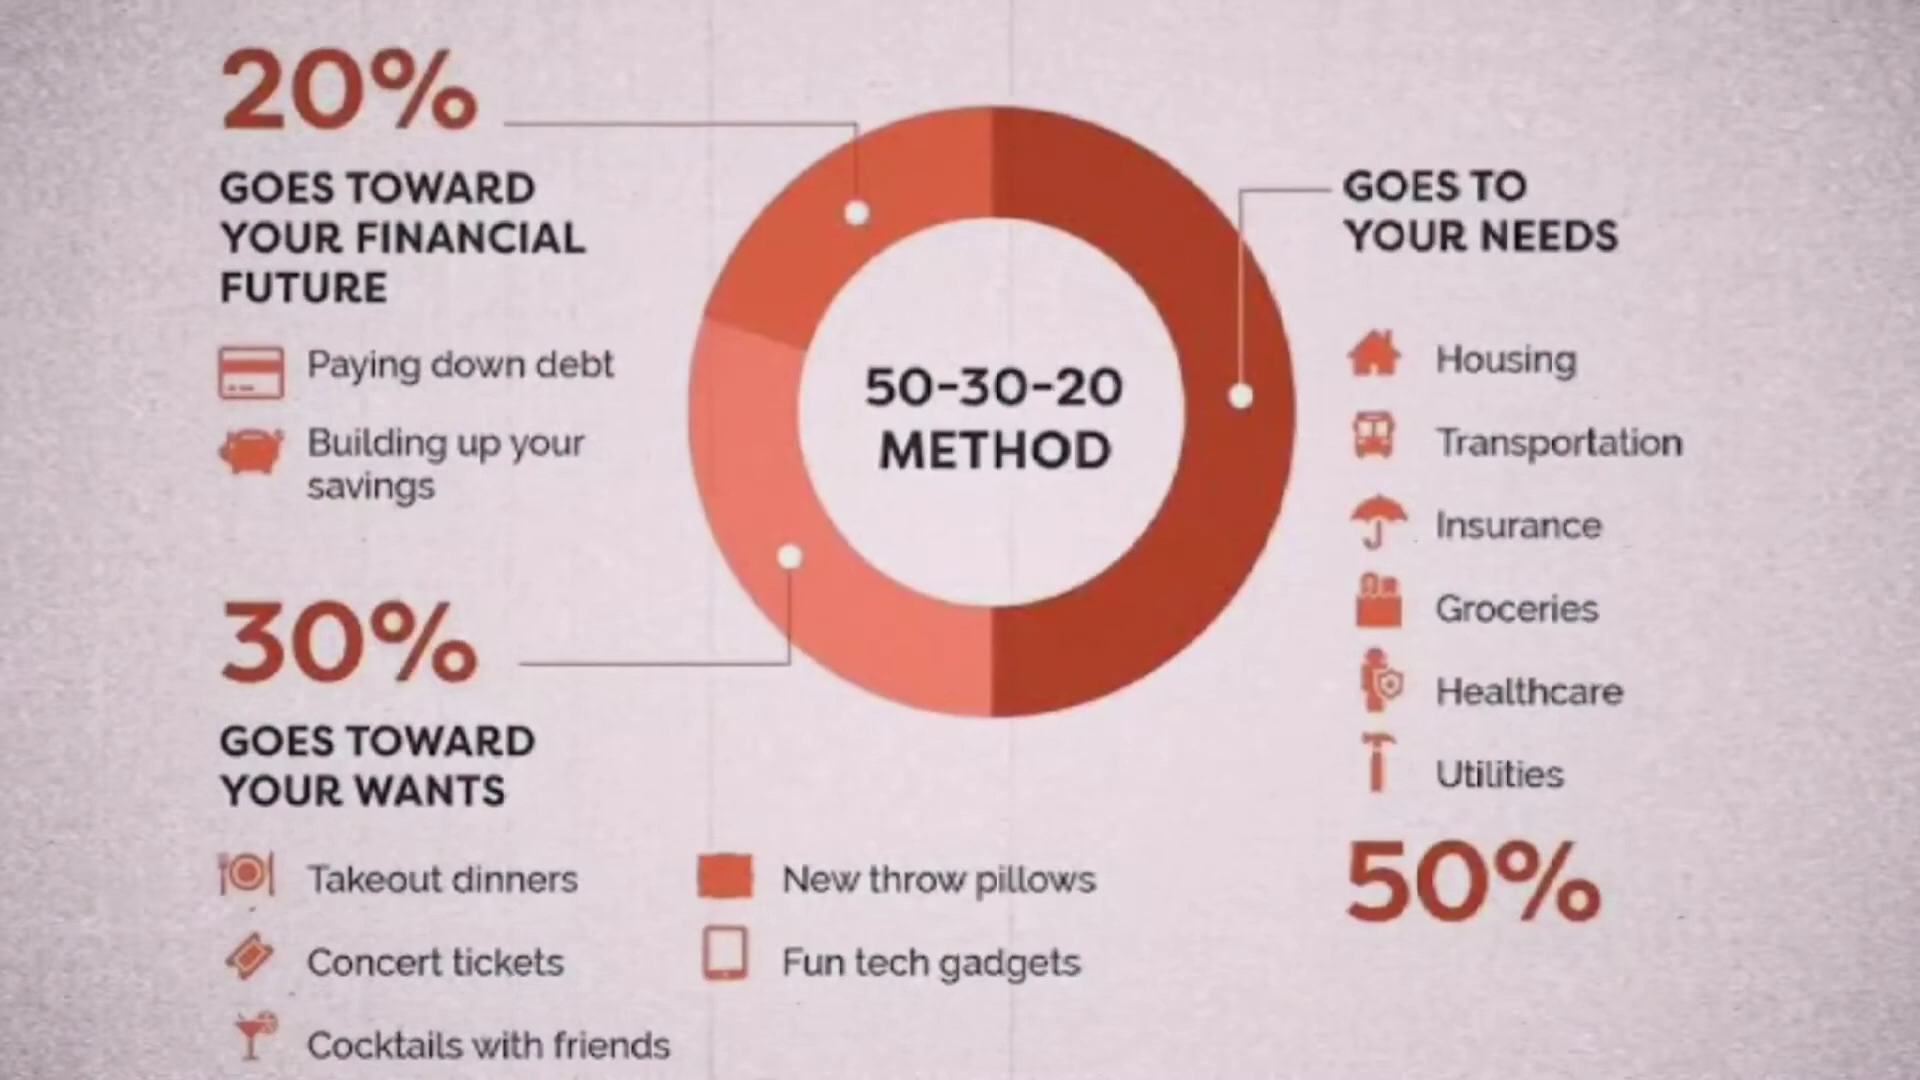 20%
GOES TOWARD
YOUR FINANCIAL
FUTURE
Paying down debt
Building up your
savings
30%
GOES TOWARD
YOUR WANTS
Takeout dinners
Concert tickets
Cocktails with friends
New throw pillows
Fun tech gadgets
50-30-20
METHOD
GOES TO
YOUR NEEDS
Housing
Transportation
Insurance
Groceries
Healthcare
Utilities
50%